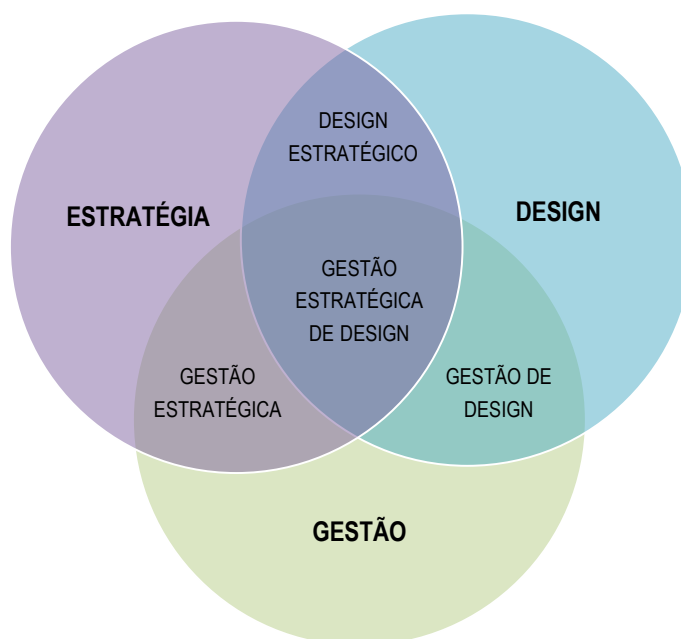 DESIGN
ESTRATÉGICO
ESTRATÉGIA
DESIGN
GESTÃO
ESTRATÉGICA
DE DESIGN
GESTÃO
ESTRATÉGICA
GESTÃO DE
DESIGN
GESTÃO